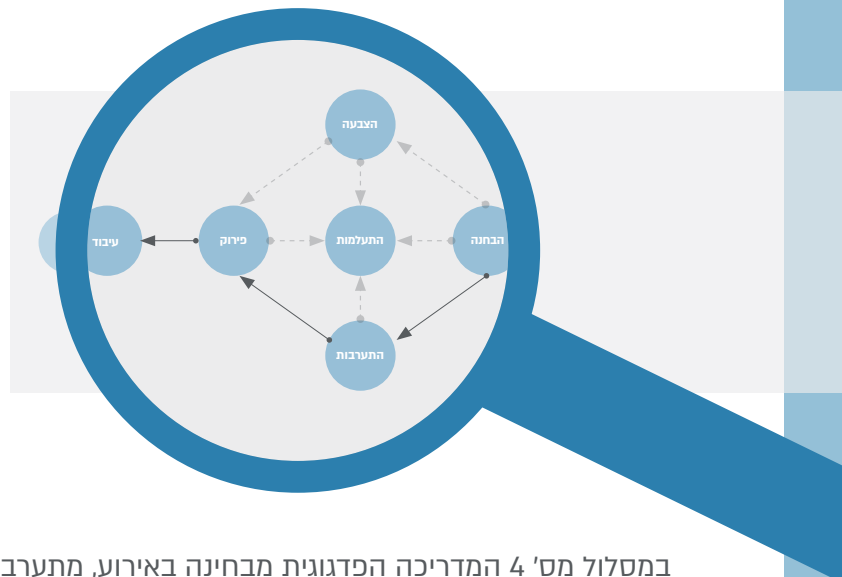 הצבעה
הבחנה
התעלמות
פירוק
עיבוד
התערבות
במסלול מס' 4 המדריכה הפדגוגית מבחינה באירוע, מתערב